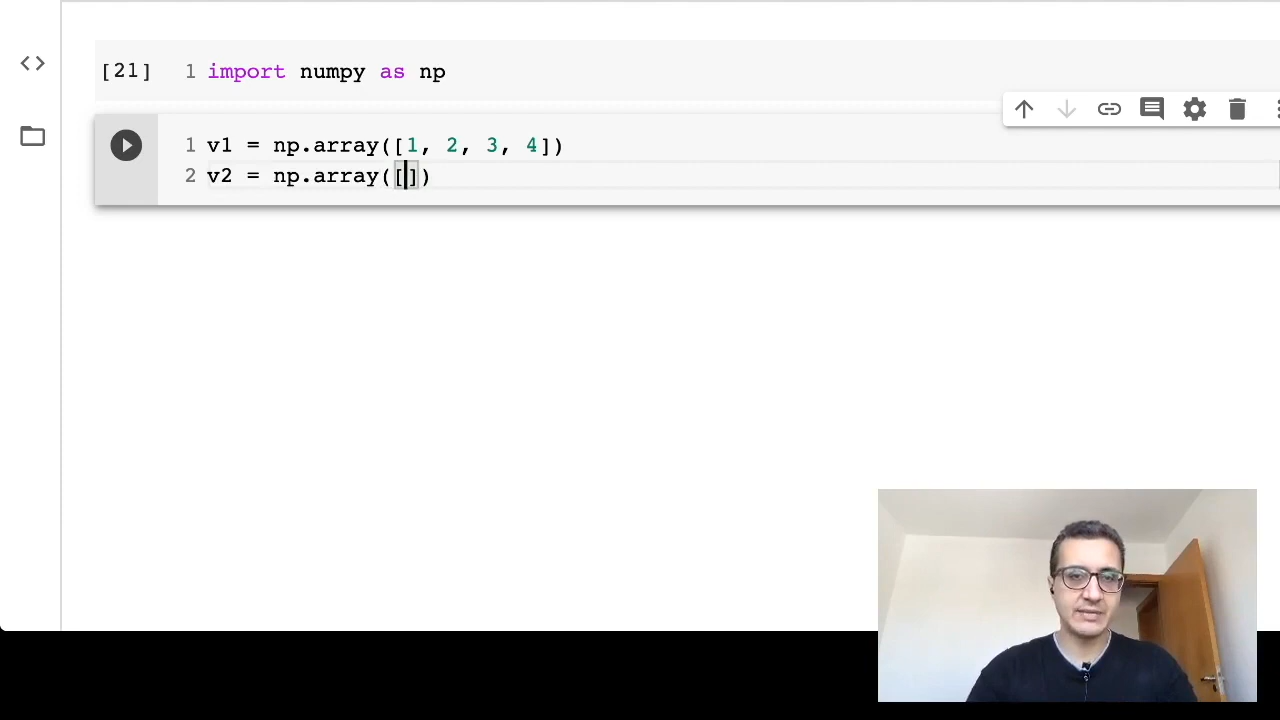 [21] 1 import numpy as np
1 v1 = np.array([1, 2, 3, 4])
2 v2 = np.array([])